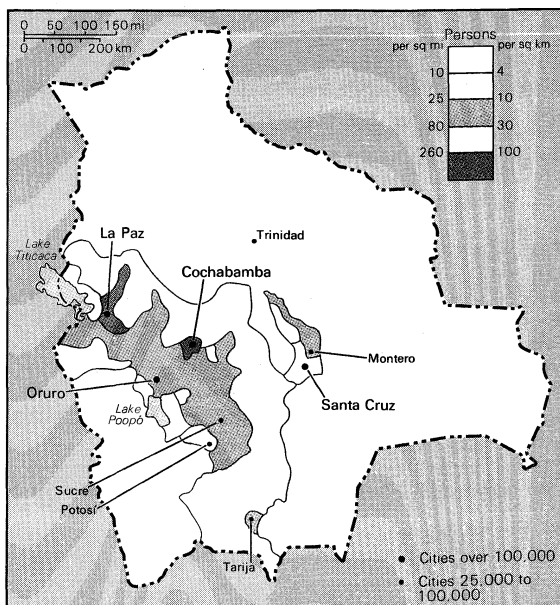 0 50 100 150 mi
0 100 200 km
Parsons
per sq mi per sq km
10 4
25 10
80 30
260 100
Trinidad
Lake
Titicaca
La Paz
Cochabamba
Montero
Santa Cruz
Oruro
Lake
Poopó
Sucre
Potosí
Tarija
Cities over 100,000
Cities 25,000 to
100,000